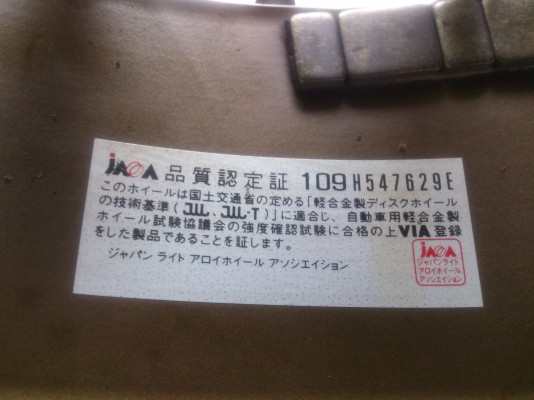 JAWA 品質認定証 109H547629E
このホイールは国土交通省の定める「軽合金製ディスクホイール
の技術基準(JWL、JWL-T)」に適合し、自動車用軽合金製
ホイール試験協議会の強度確認試験に合格の上VIA登録
をした製品であることを証します。
ジャパン ライト アロイホイール アソシエイション
JAWA
ジャパンライト
アロイホイール
アソシエイション